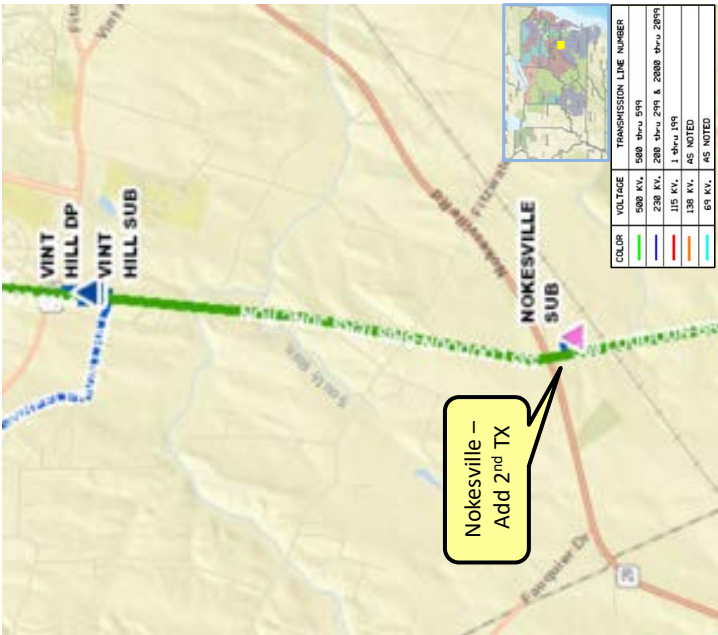 VINT
HILL DP
VINT
HILL SUB
NOKESVILLE
SUB
Nokesville Rd
Fauquier Dr
Nokesville –
Add 2nd TX
COLOR VOLTAGE TRANSMISSION LINE NUMBER
500 KV. 500 thru 599
230 KV. 200 thru 299 & 2000 thru 2099
115 KV. 1 thru 199
138 KV. AS NOTED
69 KV. AS NOTED